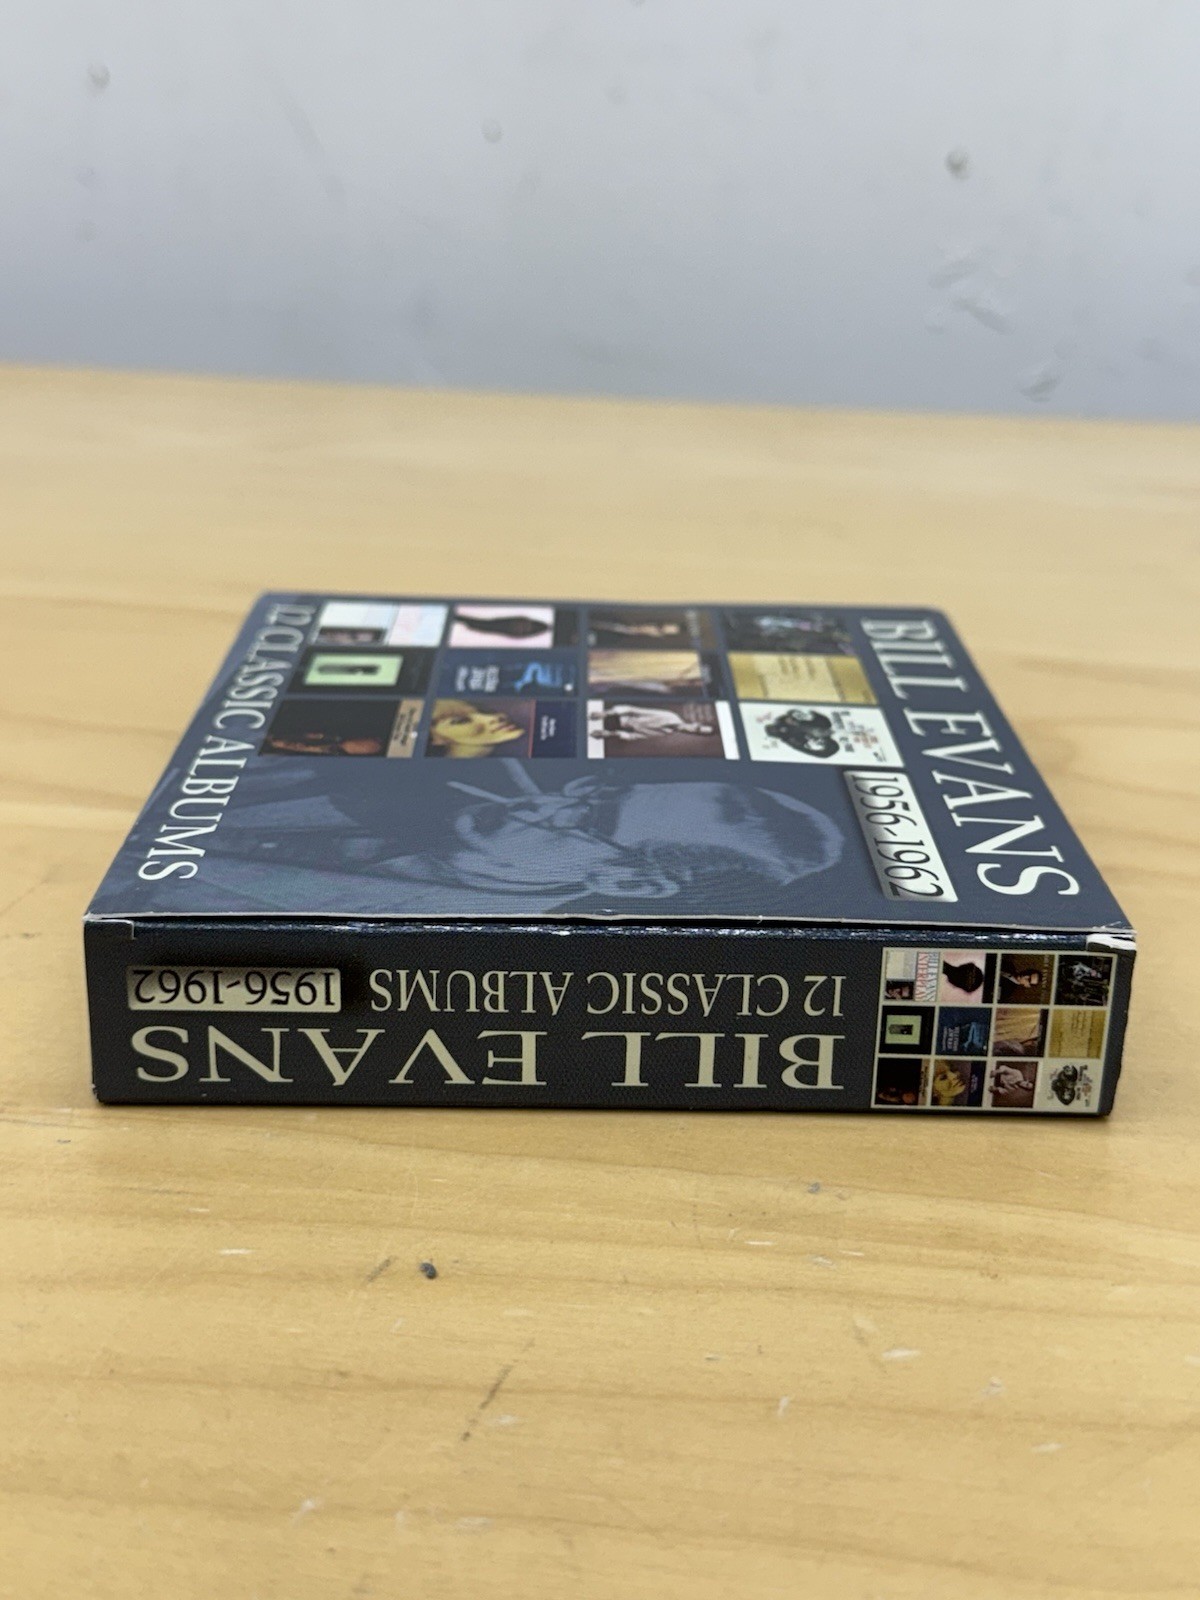 BILL EVANS
1956-1962
12 CLASSIC ALBUMS
BILL EVANS
12 CLASSIC ALBUMS
1956-1962